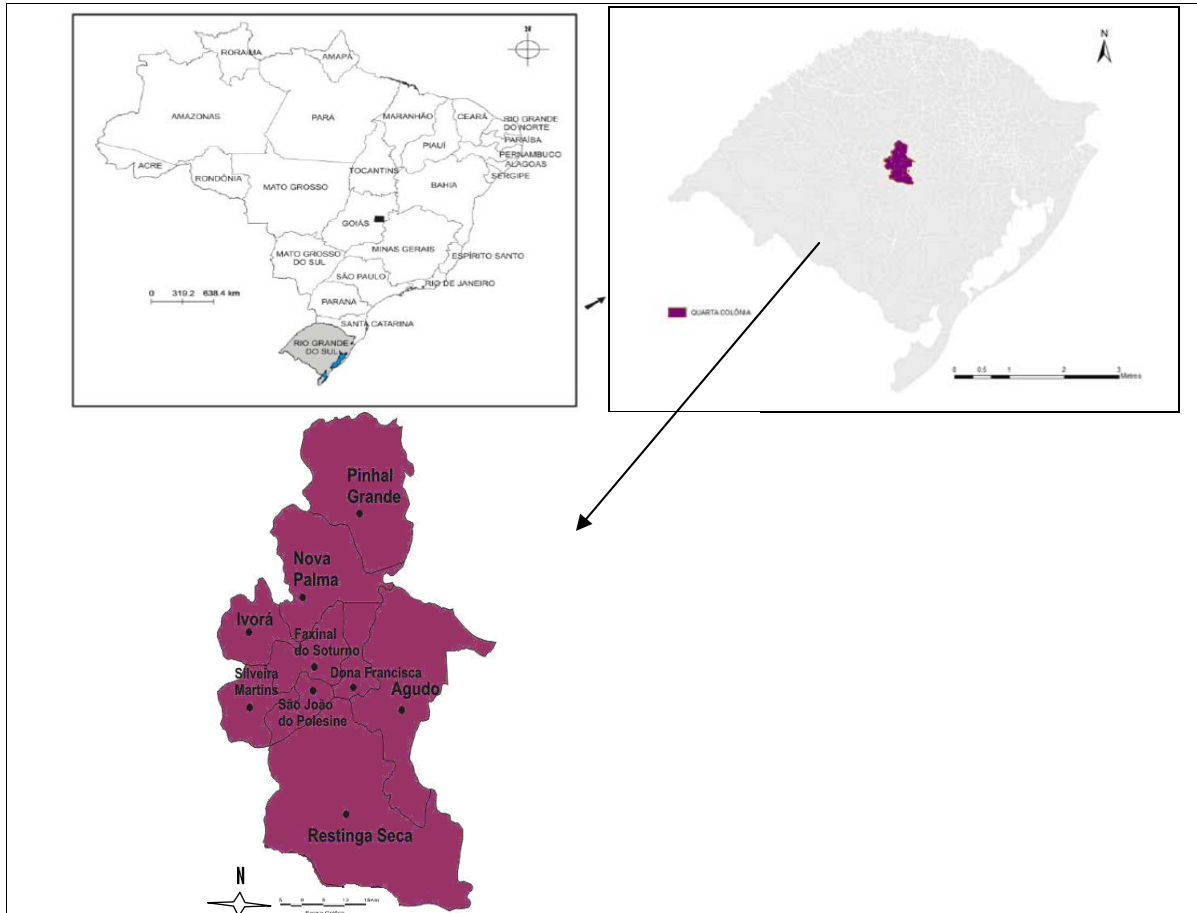 N
RORAIMA
AMAPÁ
AMAZONAS
PARÁ
MARANHÃO
CEARÁ
RIO GRANDE
DO NORTE
PARAÍBA
PIAUÍ
PERNAMBUCO
ALAGOAS
ACRE
TOCANTINS
SERGIPE
RONDÔNIA
MATO GROSSO
BAHIA
GOIÁS
MINAS GERAIS
MATO GROSSO
DO SUL
ESPÍRITO SANTO
SÃO PAULO
RIO DE JANEIRO
0 319.2 638.4 km
PARANÁ
SANTA CATARINA
RIO GRANDE
DO SUL
N
QUARTA COLÔNIA
0 0.5 1 2 3
Metros
Pinhal
Grande
Nova
Palma
Ivorá
Faxinal
do Soturno
Silveira
Martins
Dona Francisca
Agudo
São João
do Polesine
Restinga Seca
N